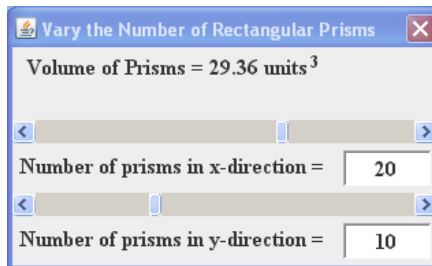 Vary the Number of Rectangular Prisms
Volume of Prisms = 29.36 units³
Number of prisms in x-direction = 20
Number of prisms in y-direction = 10